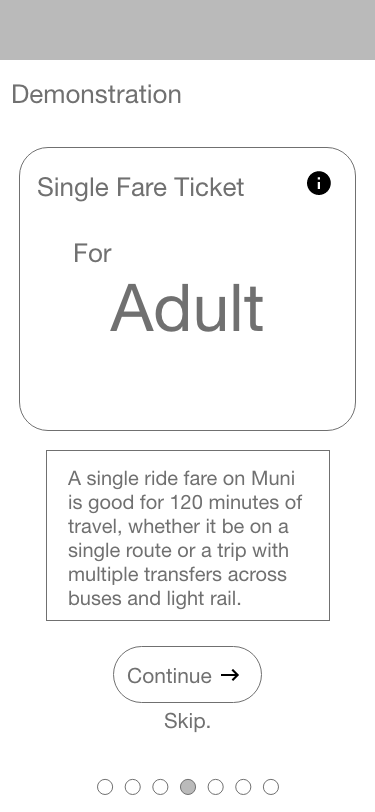 Demonstration
Single Fare Ticket
For
Adult
A single ride fare on Muni
is good for 120 minutes of
travel, whether it be on a
single route or a trip with
multiple transfers across
buses and light rail.
Continue →
Skip.